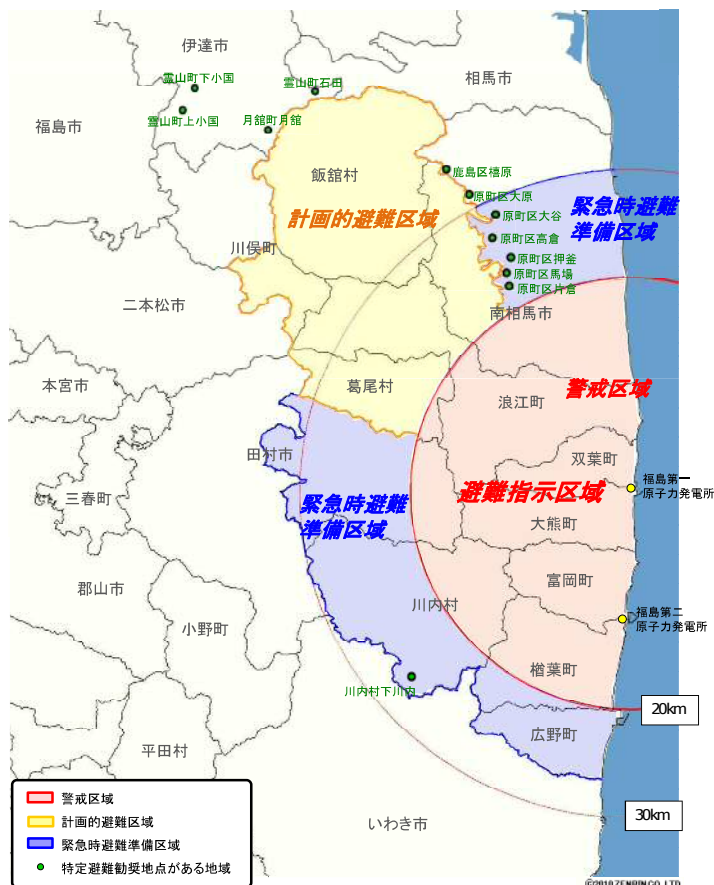 伊達市
相馬市
霊山町下小国
霊山町石田
霊山町上小国
月舘町月舘
福島市
飯舘村
鹿島区橲原
原町区大原
計画的避難区域
原町区大谷
緊急時避難
準備区域
原町区高倉
川俣町
原町区押釜
原町区馬場
原町区片倉
二本松市
南相馬市
本宮市
葛尾村
浪江町
警戒区域
田村市
双葉町
福島第一
原子力発電所
三春町
緊急時避難
準備区域
避難指示区域
大熊町
郡山市
小野町
川内村
富岡町
福島第二
原子力発電所
楢葉町
川内村下川内
20km
広野町
平田村
いわき市
30km
警戒区域
計画的避難区域
緊急時避難準備区域
特定避難勧奨地点がある地域
©2010 ZENRIN CO.,LTD